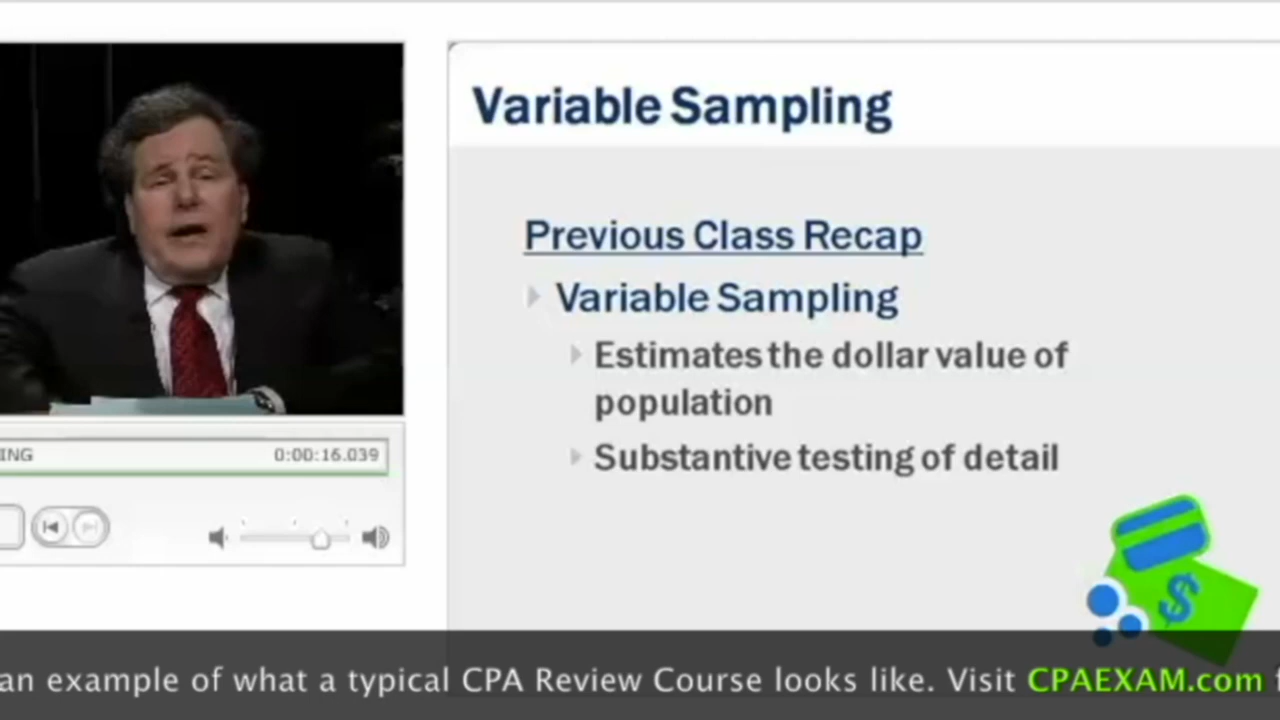 Variable Sampling
Previous Class Recap
Variable Sampling
Estimates the dollar value of
population
Substantive testing of detail
ING
0:00:16.039
$
an example of what a typical CPA Review Course looks like. Visit CPAEXAM.com f